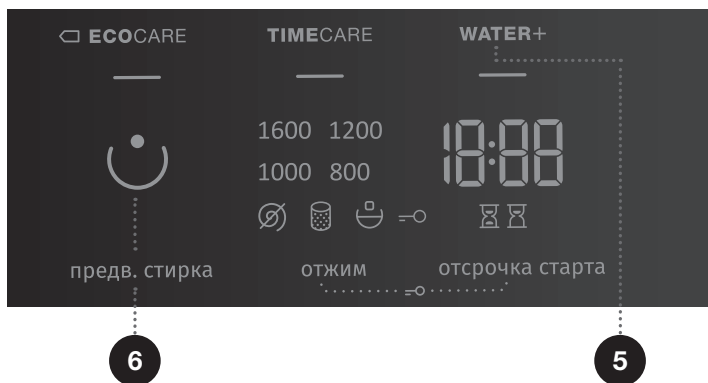 ECOCARE TIMECARE WATER+
1600 1200 18:88
1000 800
предв. стирка отжим отсрочка старта
6 5